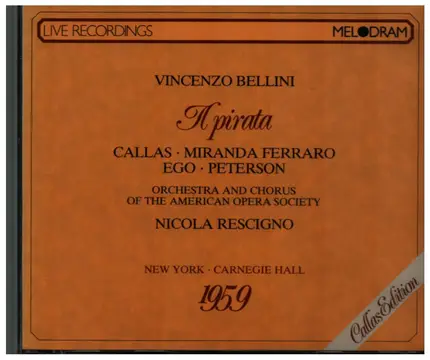 LIVE RECORDINGS
MELODRAM
VINCENZO BELLINI
Il pirata
CALLAS · MIRANDA FERRARO
EGO · PETERSON
ORCHESTRA AND CHORUS
OF THE AMERICAN OPERA SOCIETY
NICOLA RESCIGNO
NEW YORK · CARNEGIE HALL
1959
Callas Edition